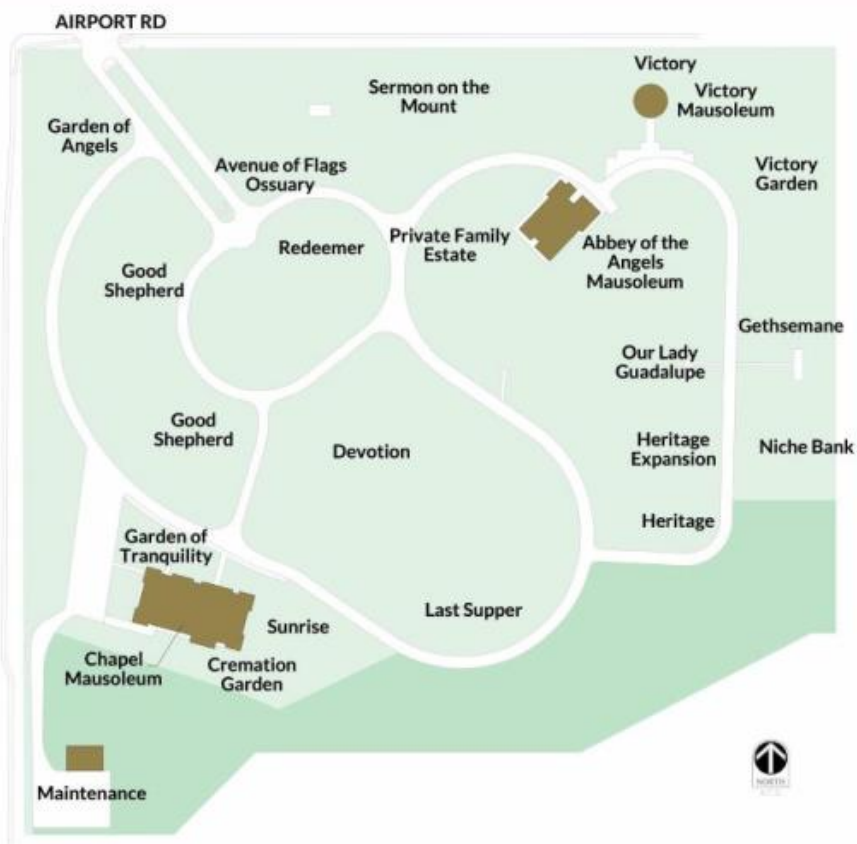 AIRPORT RD
Victory
Victory
Mausoleum
Sermon on the
Mount
Garden of
Angels
Avenue of Flags
Ossuary
Victory
Garden
Redeemer
Private Family
Estate
Abbey of the
Angels
Mausoleum
Good
Shepherd
Gethsemane
Our Lady
Guadalupe
Good
Shepherd
Devotion
Heritage
Expansion
Niche Bank
Heritage
Garden of
Tranquility
Last Supper
Sunrise
Chapel
Mausoleum
Cremation
Garden
NORTH
Maintenance